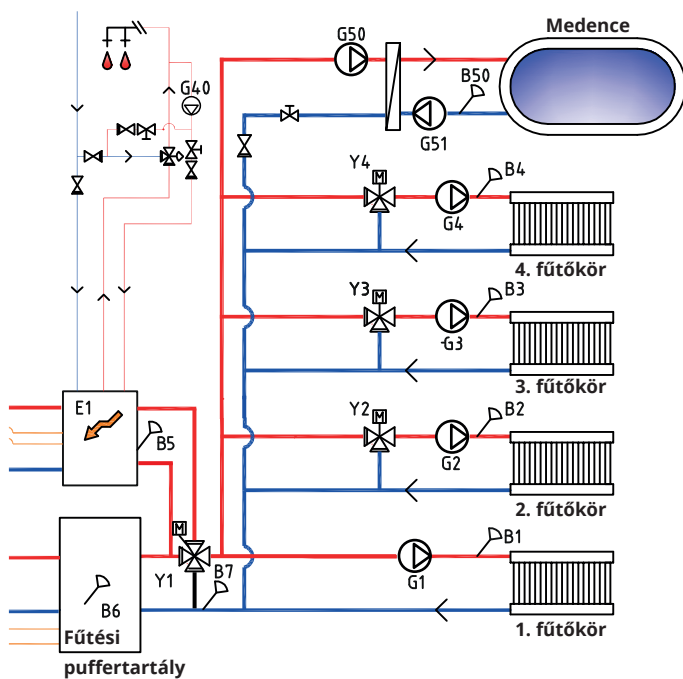 Medence
G50
B50
G40
G51
Y4
M
B4
G4
4. fűtőkör
Y3
M
B3
G3
3. fűtőkör
E1
Y2
M
B2
B5
G2
2. fűtőkör
M
B1
Y1
B7
G1
B6
Fűtési
puffertartály
1. fűtőkör